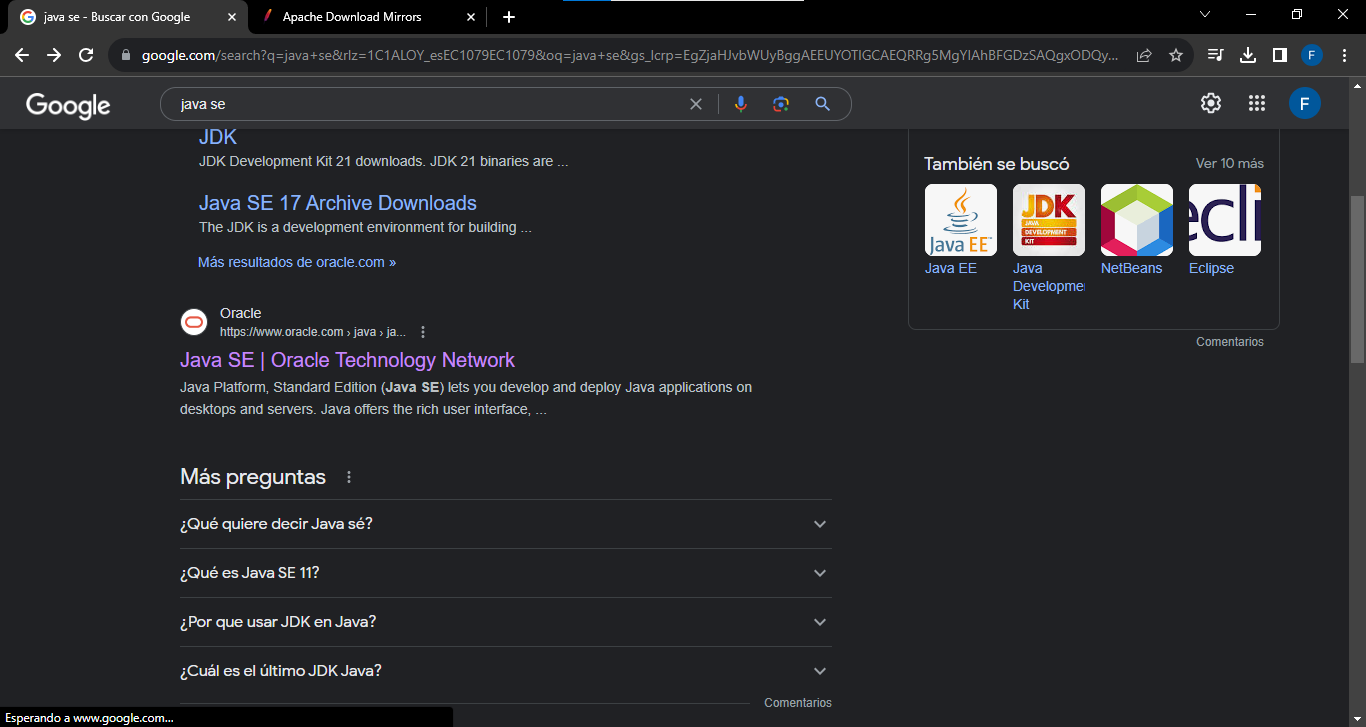 java se - Buscar con Google
Apache Download Mirrors
google.com/search?q=java+se&rlz=1C1ALOY_esEC1079EC1079&oq=java+se&gs_lcrp=EgZjaHJvbWUyBggAEEUYOTIGCAEQRRg5MgYIAhBFGDzSAQgxODQy...
F
Google
java se
F
JDK
JDK Development Kit 21 downloads. JDK 21 binaries are ...
Java SE 17 Archive Downloads
The JDK is a development environment for building ...
Más resultados de oracle.com »
Oracle
https://www.oracle.com › java › ja...
Java SE | Oracle Technology Network
Java Platform, Standard Edition (Java SE) lets you develop and deploy Java applications on
desktops and servers. Java offers the rich user interface, ...
Más preguntas
¿Qué quiere decir Java sé?
¿Qué es Java SE 11?
¿Por que usar JDK en Java?
¿Cuál es el último JDK Java?
Comentarios
También se buscó
Ver 10 más
Java EE
JDK
JAVA
DEVELOPMENT
KIT
ecli
Java EE
Java
Developme
Kit
NetBeans
Eclipse
Comentarios
Esperando a www.google.com...